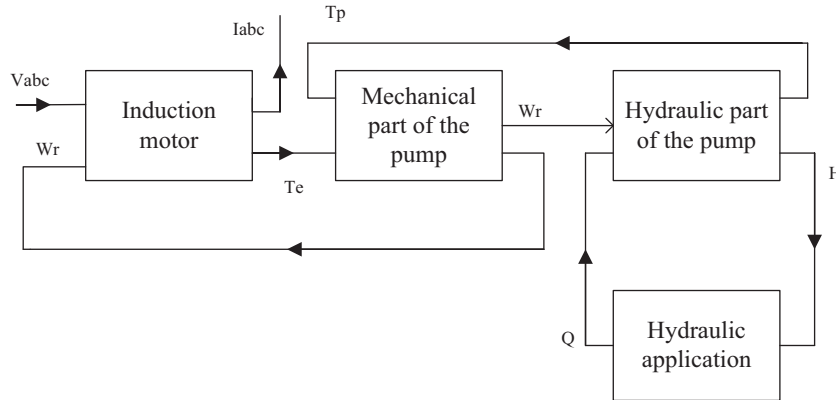 Tp
Iabc
Vabc
Induction
motor
Mechanical
part of the
pump
Wr
Hydraulic part
of the pump
Wr
Te
H
Q
Hydraulic
application